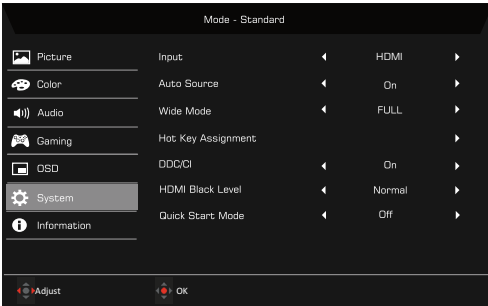 Mode - Standard
Picture
Color
Audio
Gaming
OSD
System
Information
Input HDMI
Auto Source On
Wide Mode FULL
Hot Key Assignment
DDC/CI On
HDMI Black Level Normal
Quick Start Mode Off
Adjust OK